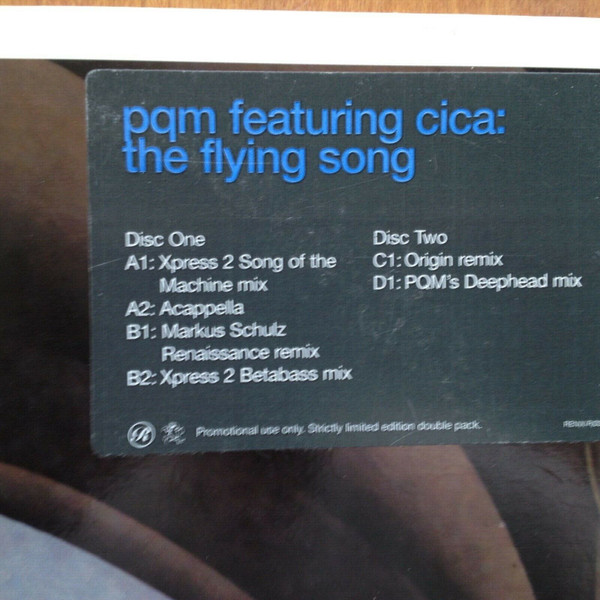 pqm featuring cica:
the flying song
Disc One
A1: Xpress 2 Song of the
Machine mix
A2: Acappella
B1: Markus Schulz
Renaissance remix
B2: Xpress 2 Betabass mix
Disc Two
C1: Origin remix
D1: PQM's Deephead mix
Promotional use only. Strictly limited edition double pack.